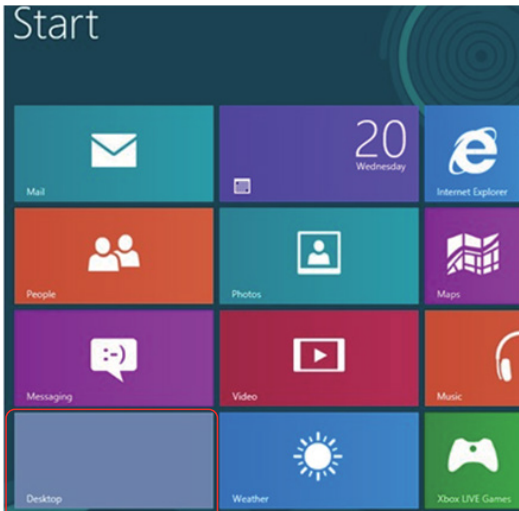 Start
Mail
20
Wednesday
Internet Explorer
People
Photos
Maps
:-)
Messaging
Video
Music
Desktop
Weather
Xbox LIVE Games